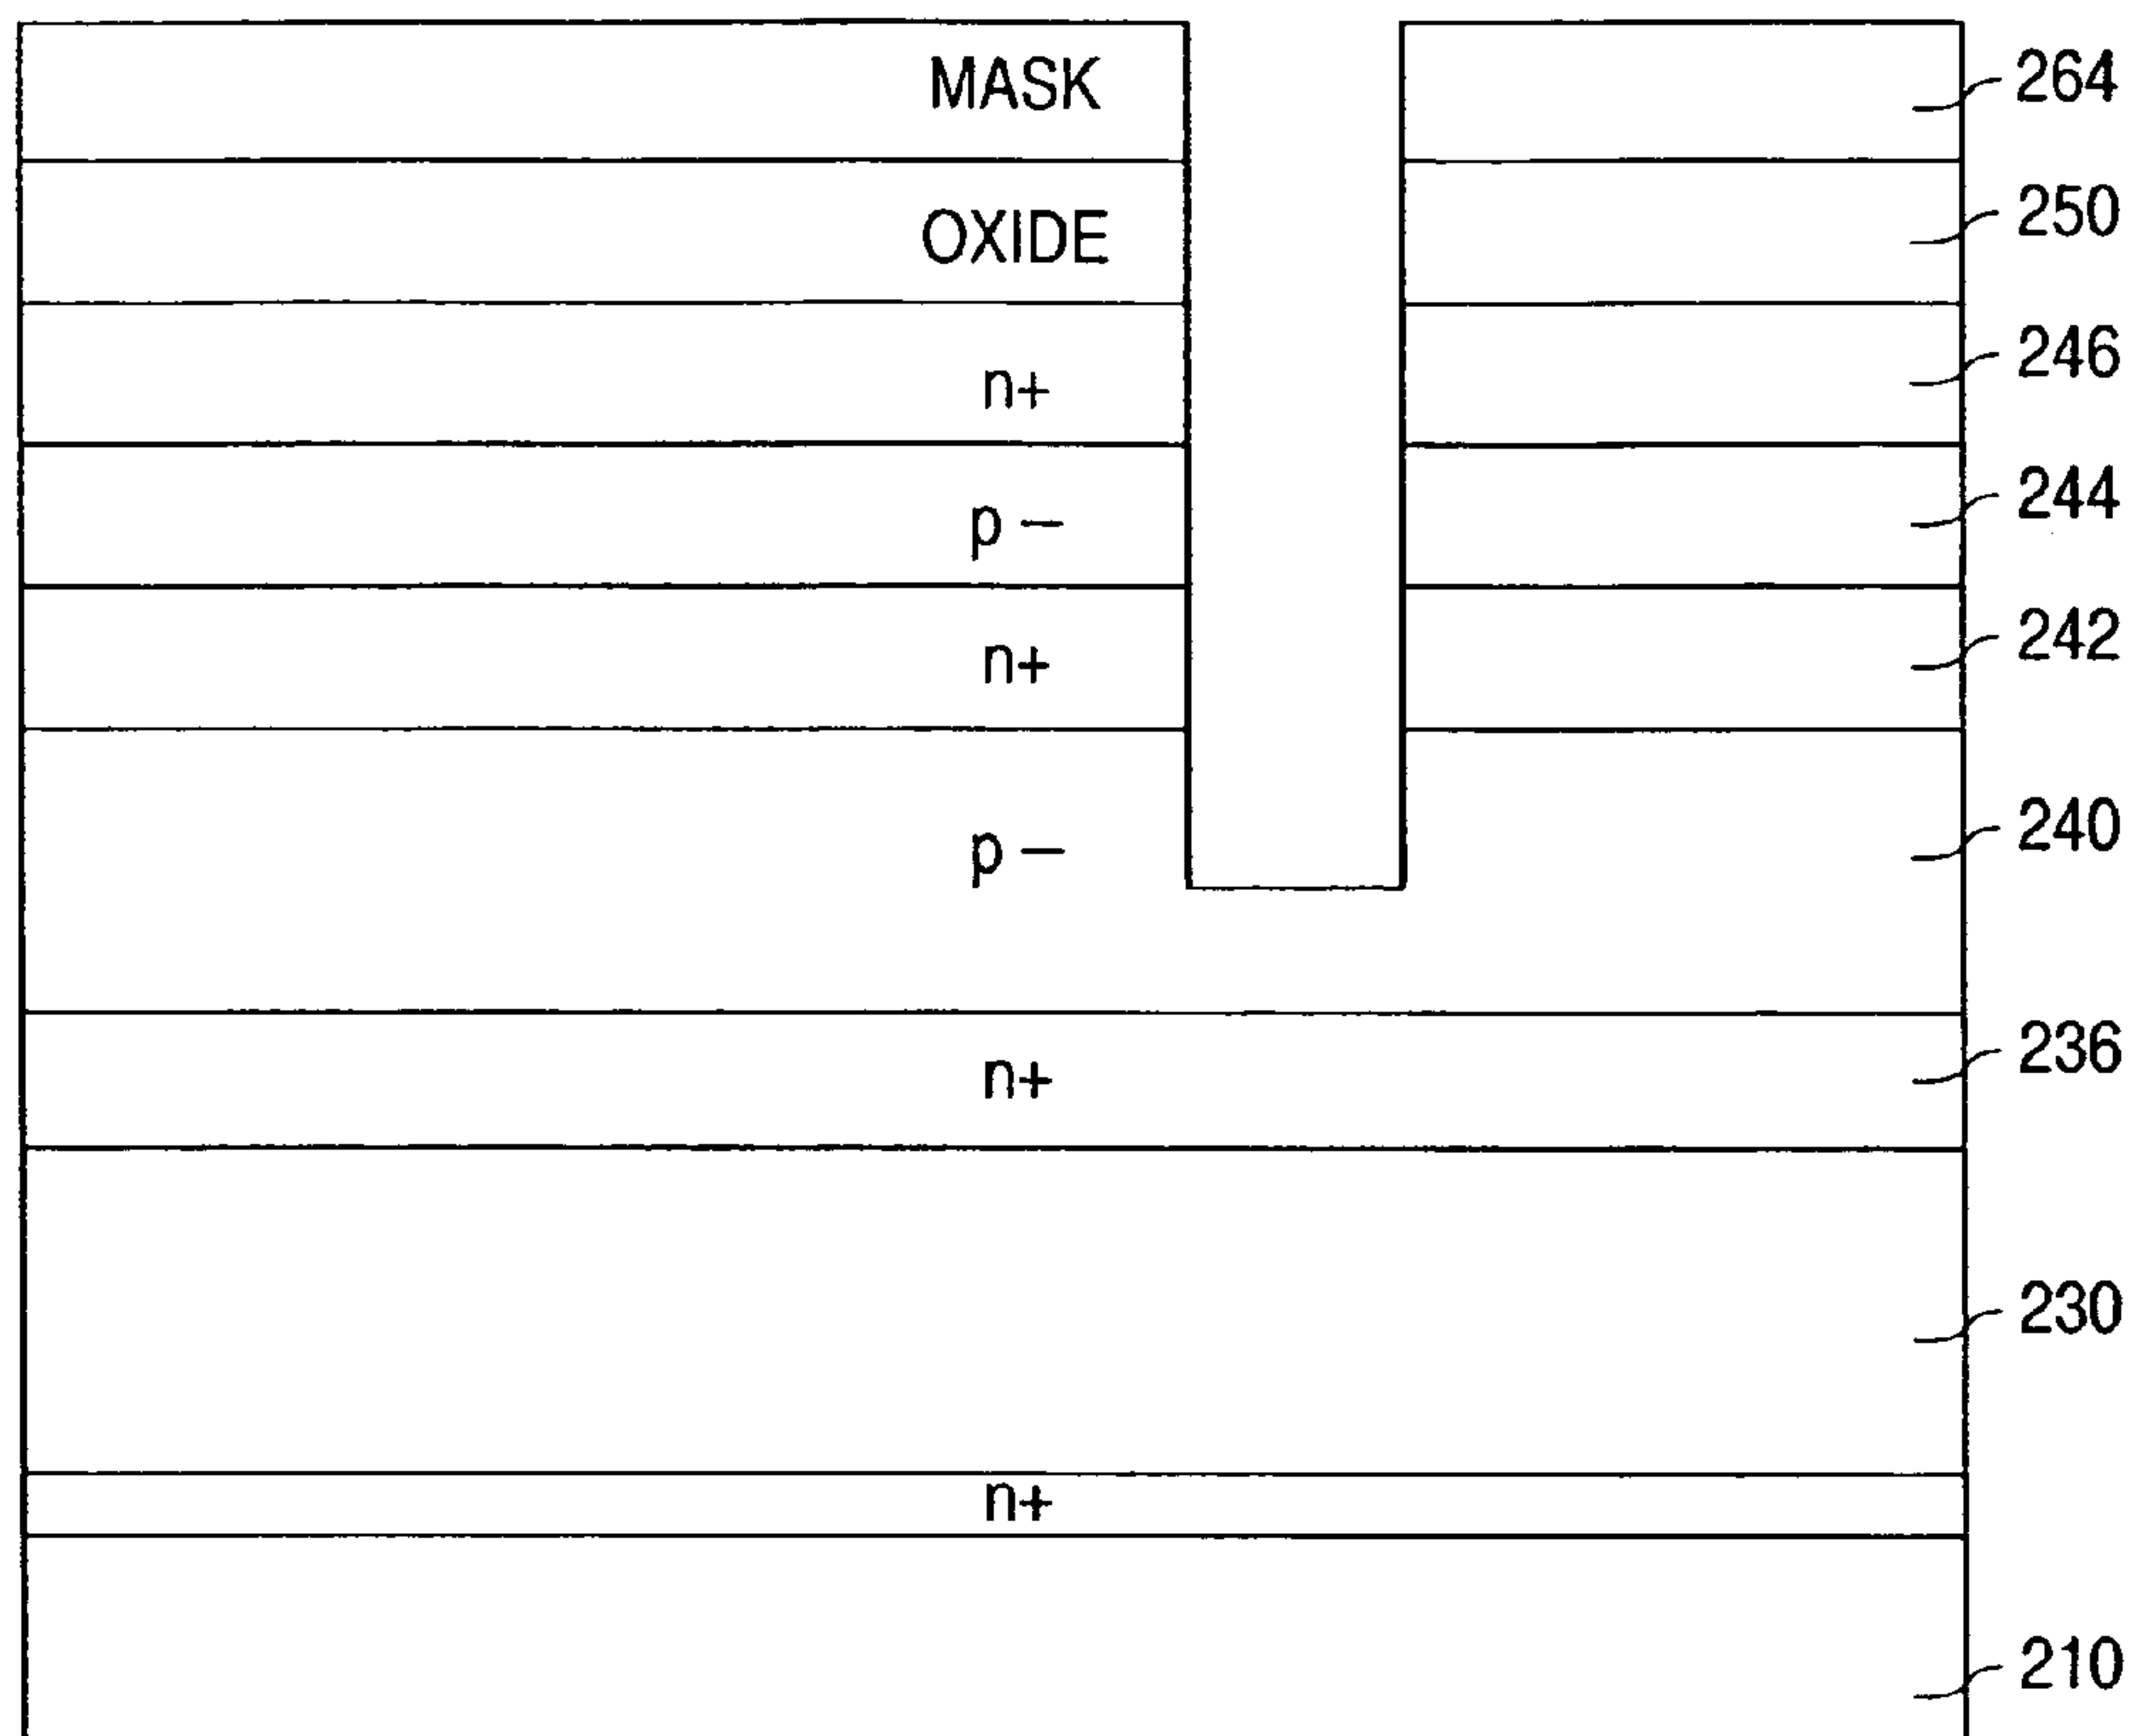 MASK 264
OXIDE 250
n+ 246
p – 244
n+ 242
p – 240
n+ 236
230
n+
210